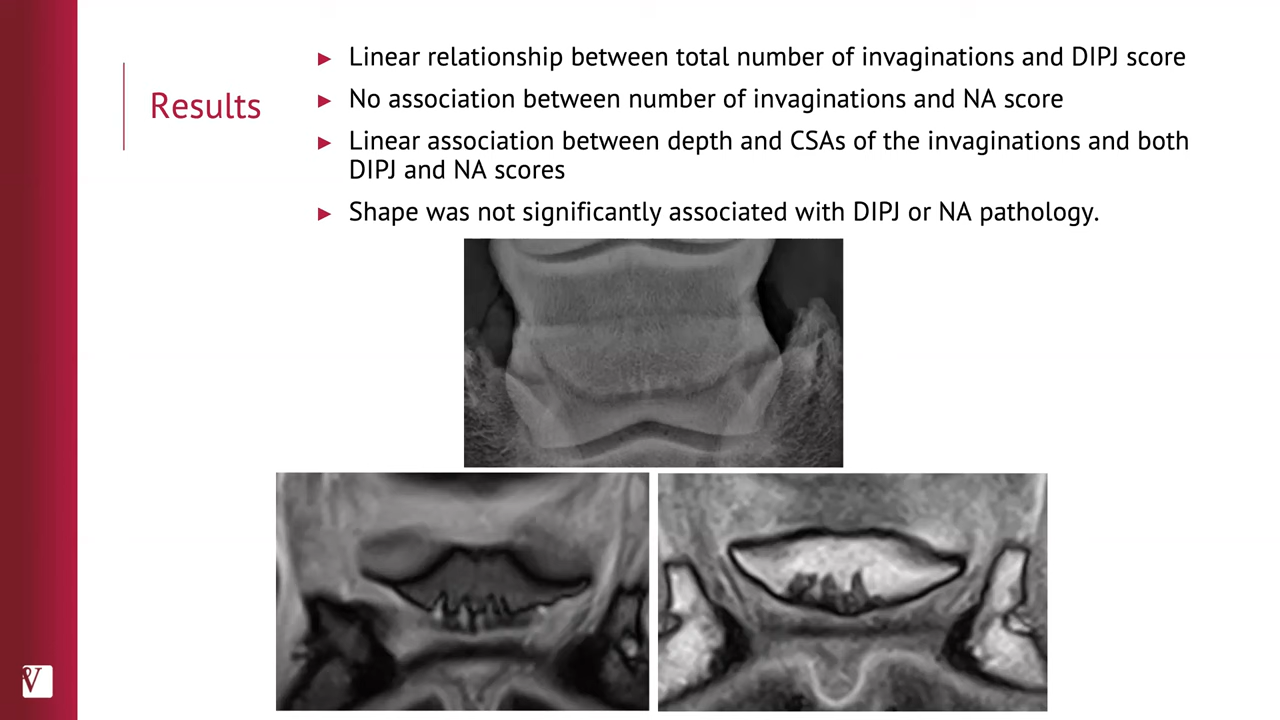 Results
► Linear relationship between total number of invaginations and DIPJ score
► No association between number of invaginations and NA score
► Linear association between depth and CSAs of the invaginations and both
DIPJ and NA scores
► Shape was not significantly associated with DIPJ or NA pathology.
V